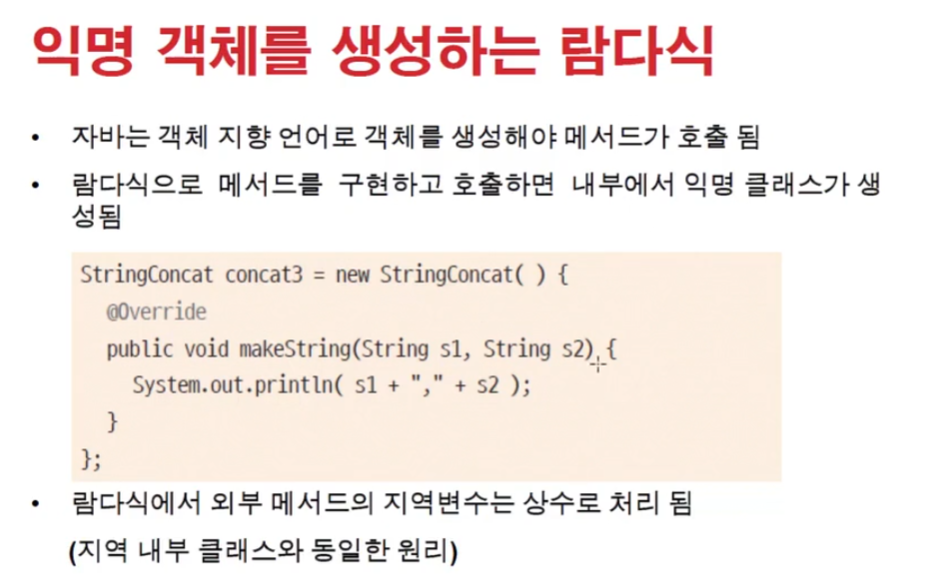 익명 객체를 생성하는 람다식
• 자바는 객체 지향 언어로 객체를 생성해야 메서드가 호출 됨
• 람다식으로 메서드를 구현하고 호출하면 내부에서 익명 클래스가 생
성됨
StringConcat concat3 = new StringConcat( ) {
@Override
public void makeString(String s1, String s2) {
System.out.println( s1 + "," + s2 );
}
};
• 람다식에서 외부 메서드의 지역변수는 상수로 처리 됨
(지역 내부 클래스와 동일한 원리)